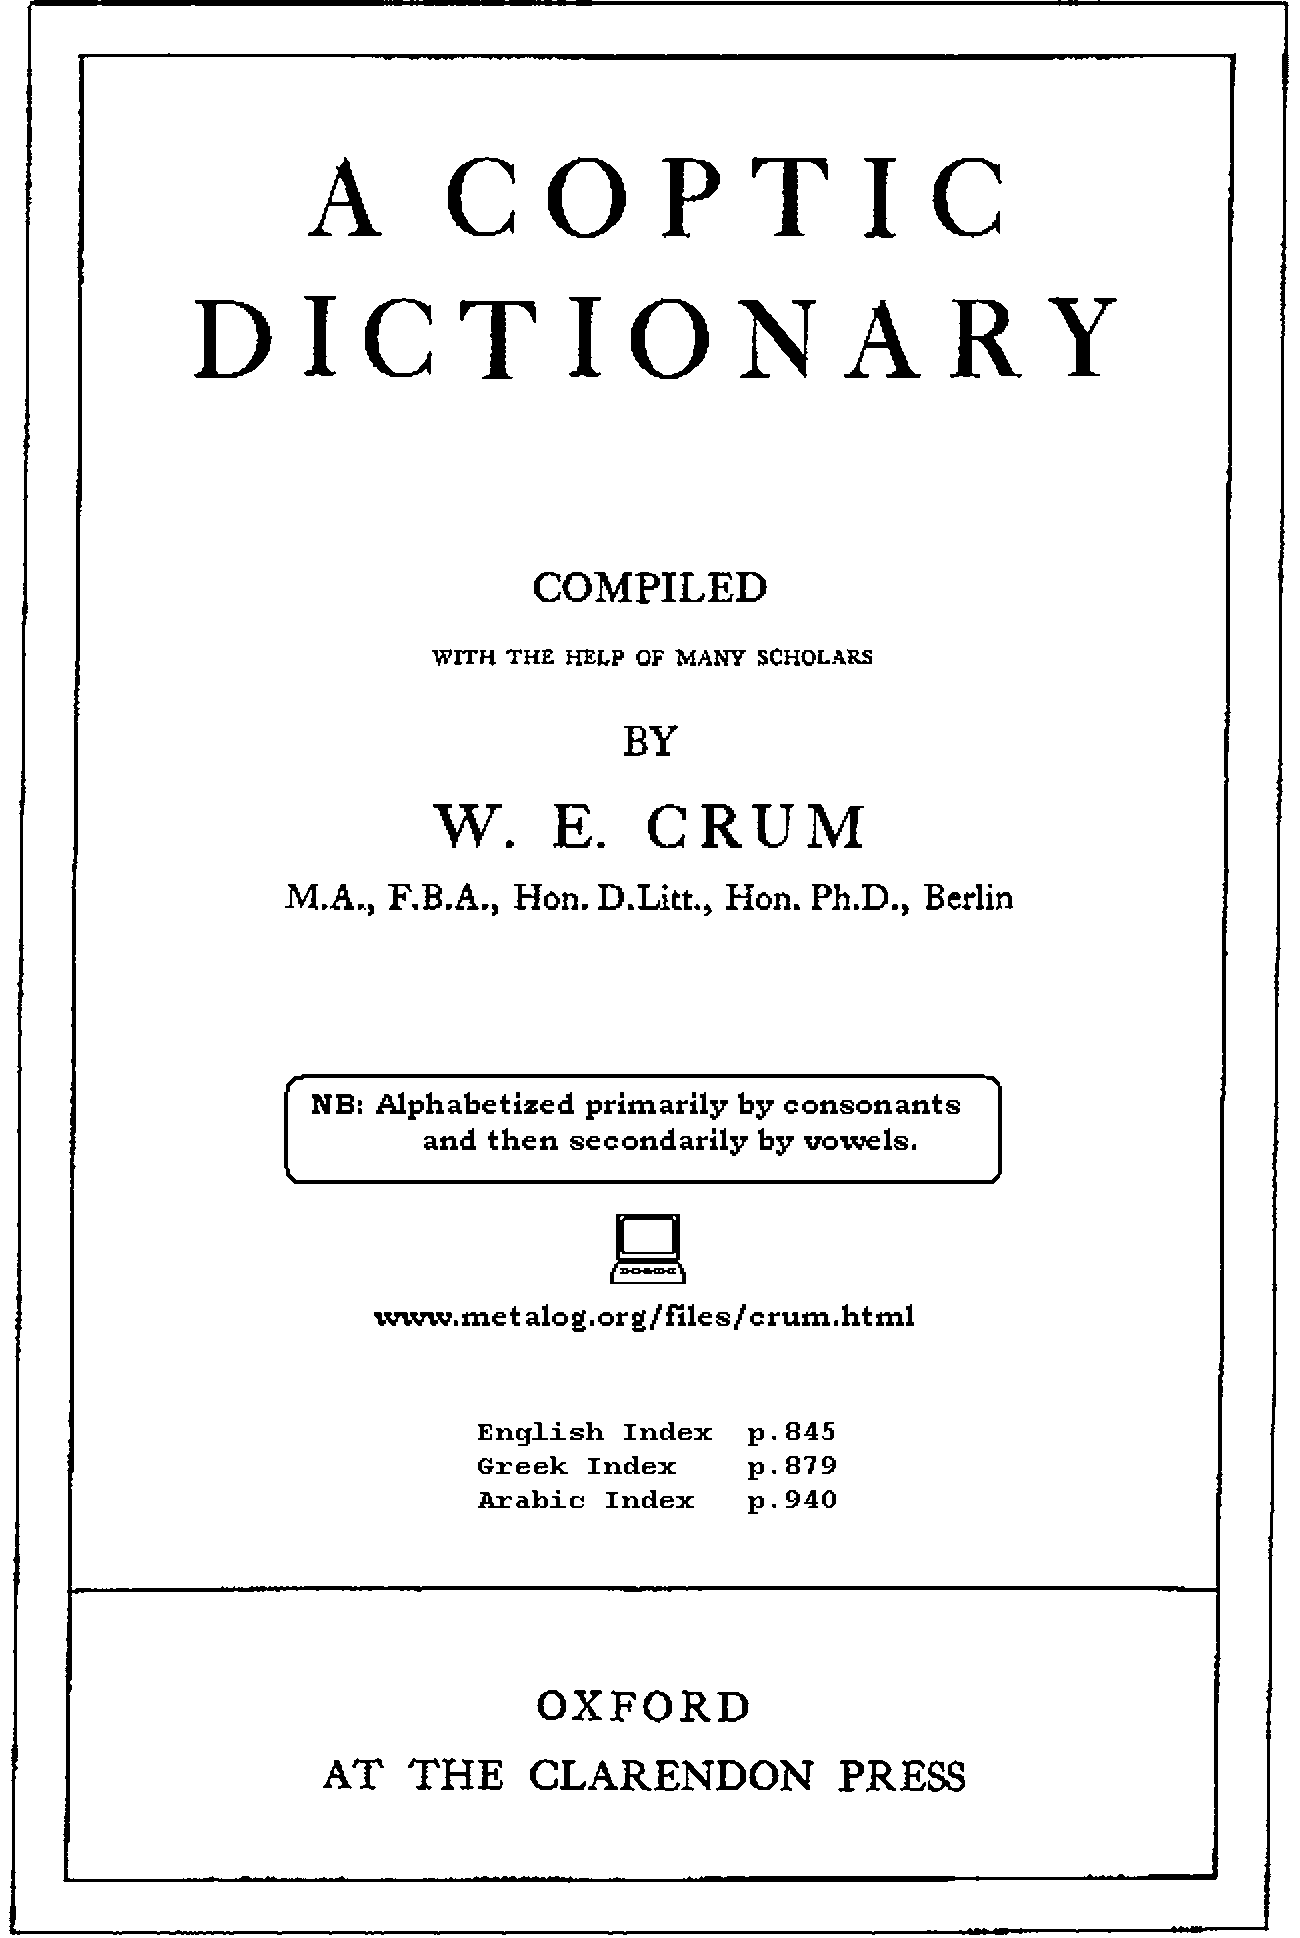 A COPTIC
DICTIONARY
COMPILED
WITH THE HELP OF MANY SCHOLARS
BY
W. E. CRUM
M.A., F.B.A., Hon. D.Litt., Hon. Ph.D., Berlin
NB: Alphabetized primarily by consonants
and then secondarily by vowels.
www.metalog.org/files/crum.html
English Index p.845
Greek Index p.879
Arabic Index p.940
OXFORD
AT THE CLARENDON PRESS